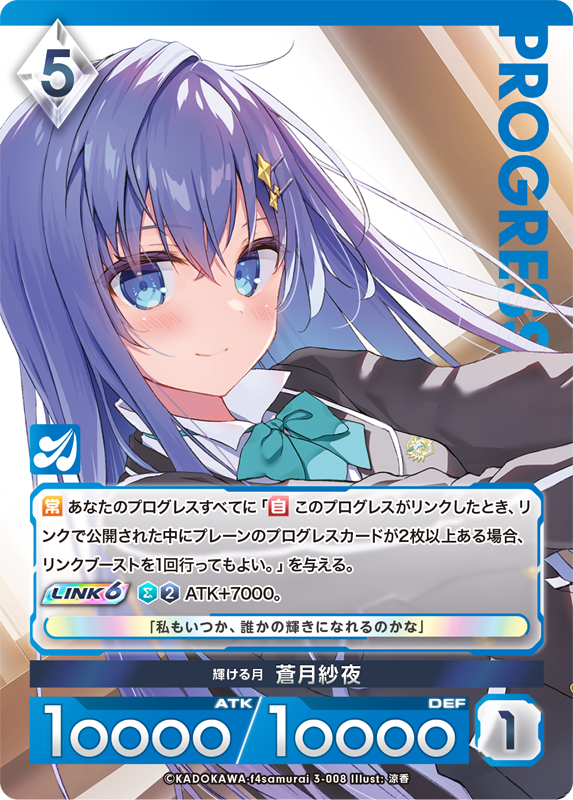 5
PROGRESS
常 あなたのプログレスすべてに「自 このプログレスがリンクしたとき、リ
ンクで公開された中にプレーンのプログレスカードが2枚以上ある場合、
リンクブーストを1回行ってもよい。」を与える。
LINK 6 Σ 2 ATK+7000。
「私もいつか、誰かの輝きになれるのかな」
輝ける月 蒼月紗夜
ATK DEF
10000/10000 1
©KADOKAWA・f4samurai 3-008 Illust: 涼香